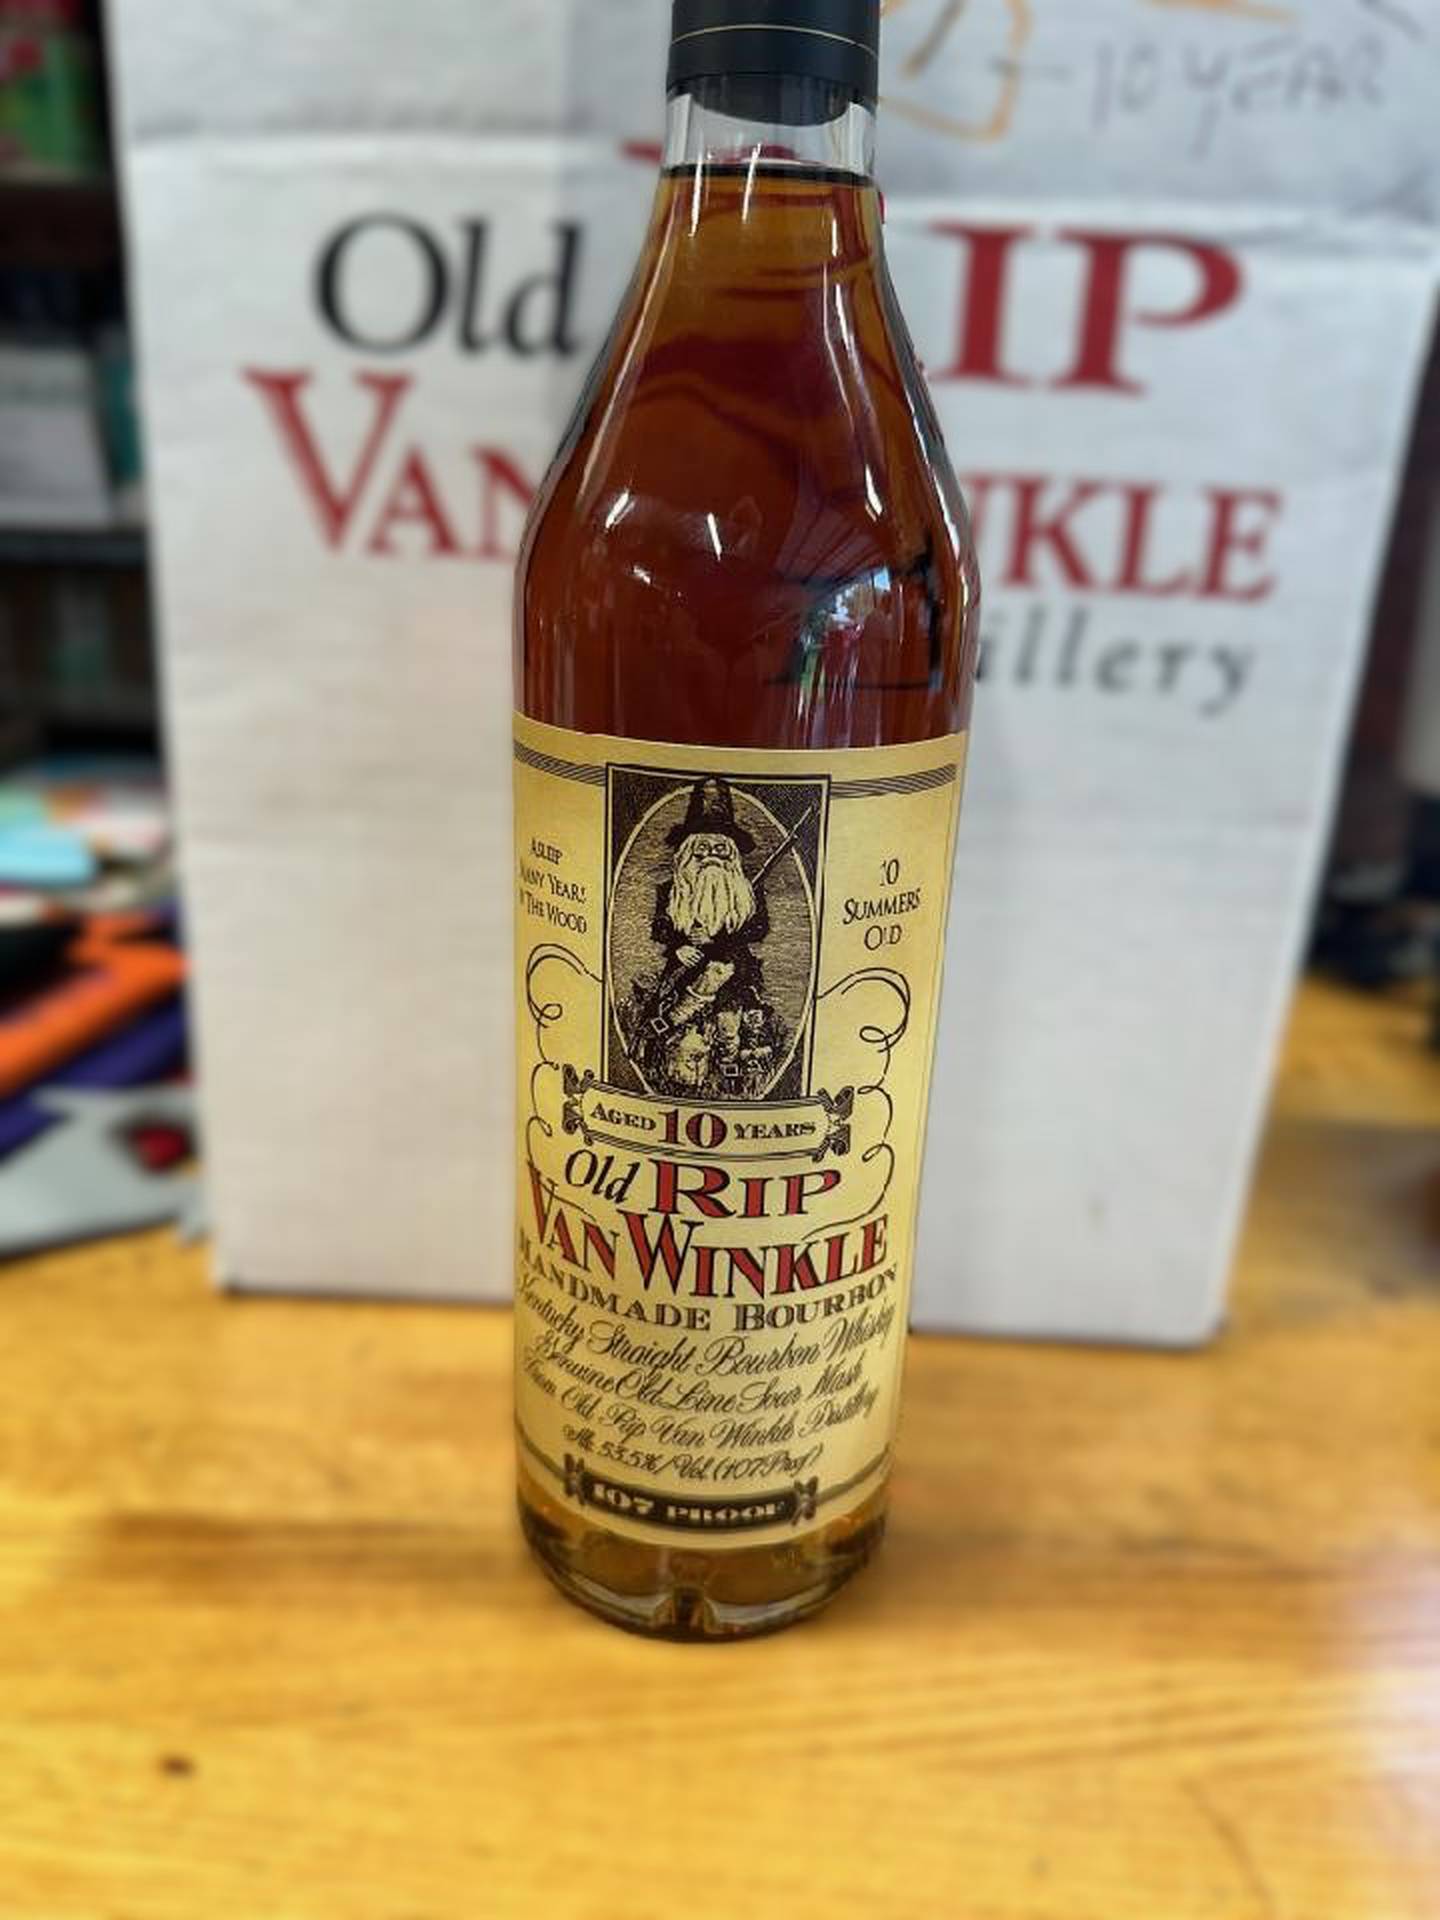 10 YEAR
Old IP
VAN NKLE
illery
ASLEEP
MANY YEARS
IN THE WOOD
10
SUMMERS
OLD
AGED 10 YEARS
Old RIP
VAN WINKLE
HANDMADE BOURBON
Kentucky Straight Bourbon Whiskey
Genuine Old Line Sour Mash
From Old Rip Van Winkle Distillery
Alc. 53.5%/Vol. (107 Proof)
107 PROOF